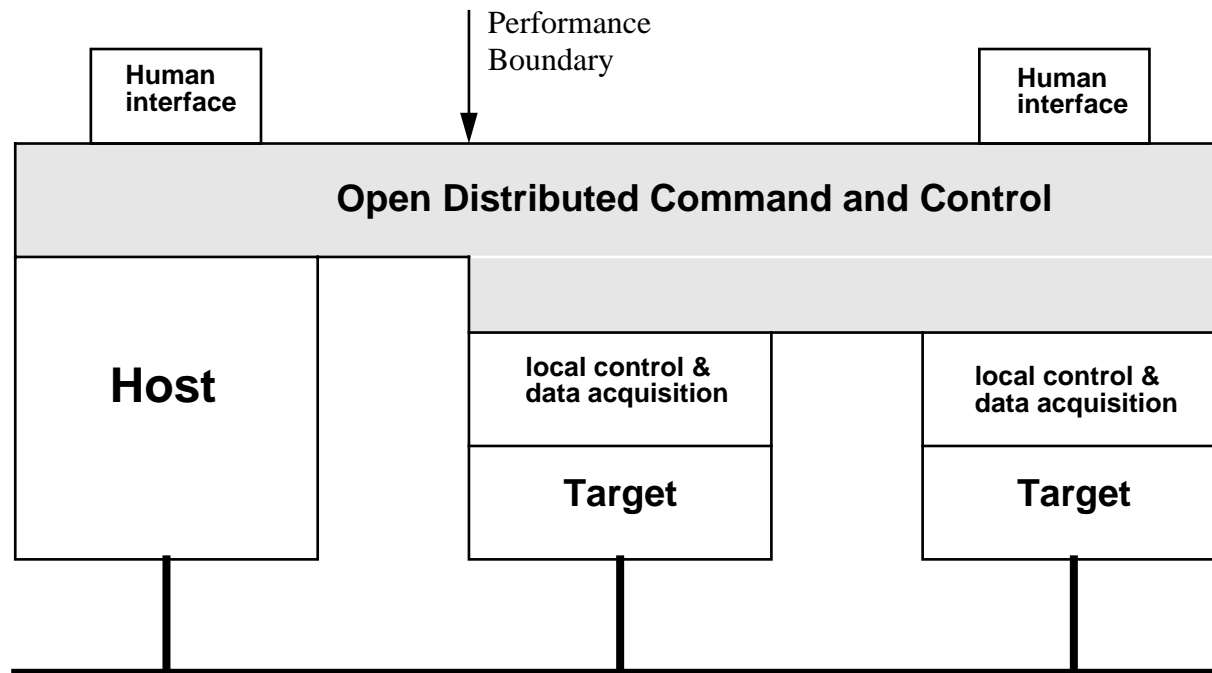 Performance
Boundary
Human
interface
Human
interface
Open Distributed Command and Control
Host
local control &
data acquisition
local control &
data acquisition
Target
Target